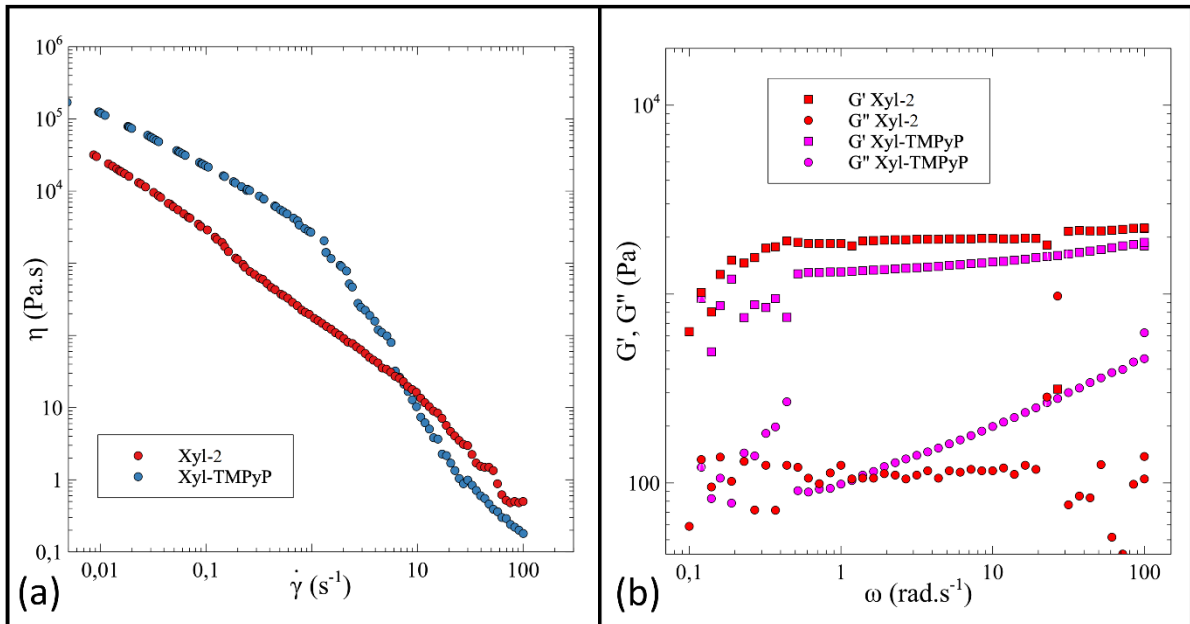 10⁶
10⁵
10⁴
10
1
0,1
η (Pa.s)
Xyl-2
Xyl-TMPyP
0,01
0,1
1,0
10
100
γ̇ (s⁻¹)
(a)
10⁴
100
G', G" (Pa)
G' Xyl-2
G" Xyl-2
G' Xyl-TMPyP
G" Xyl-TMPyP
0,1
1
10
100
ω (rad.s⁻¹)
(b)